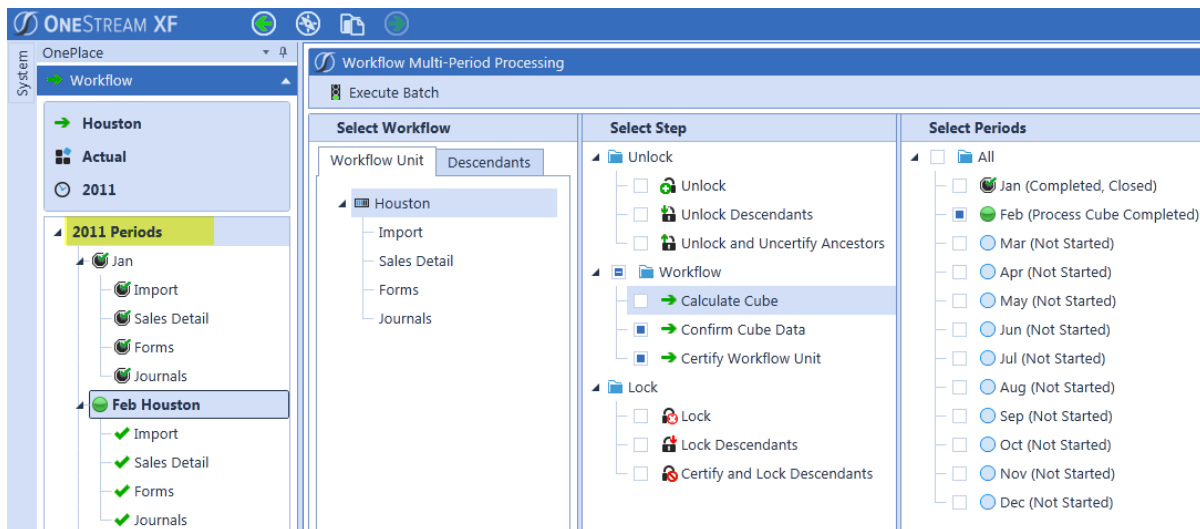 ONESTREAM XF
System
OnePlace
Workflow
Houston
Actual
2011
2011 Periods
Jan
Import
Sales Detail
Forms
Journals
Feb Houston
Import
Sales Detail
Forms
Journals
Workflow Multi-Period Processing
Execute Batch
Select Workflow
Workflow Unit Descendants
Houston
Import
Sales Detail
Forms
Journals
Select Step
Unlock
Unlock
Unlock Descendants
Unlock and Uncertify Ancestors
Workflow
Calculate Cube
Confirm Cube Data
Certify Workflow Unit
Lock
Lock
Lock Descendants
Certify and Lock Descendants
Select Periods
All
Jan (Completed, Closed)
Feb (Process Cube Completed)
Mar (Not Started)
Apr (Not Started)
May (Not Started)
Jun (Not Started)
Jul (Not Started)
Aug (Not Started)
Sep (Not Started)
Oct (Not Started)
Nov (Not Started)
Dec (Not Started)